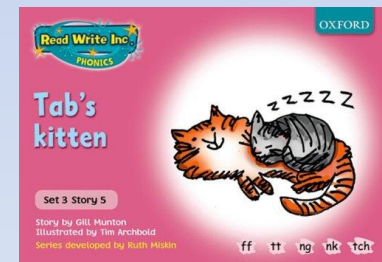 OXFORD
Read Write Inc.
PHONICS
Tab's
kitten
zzzzzz
Set 3 Story 5
Story by Gill Munton
Illustrated by Tim Archbold
Series developed by Ruth Miskin
ff tt ng nk tch